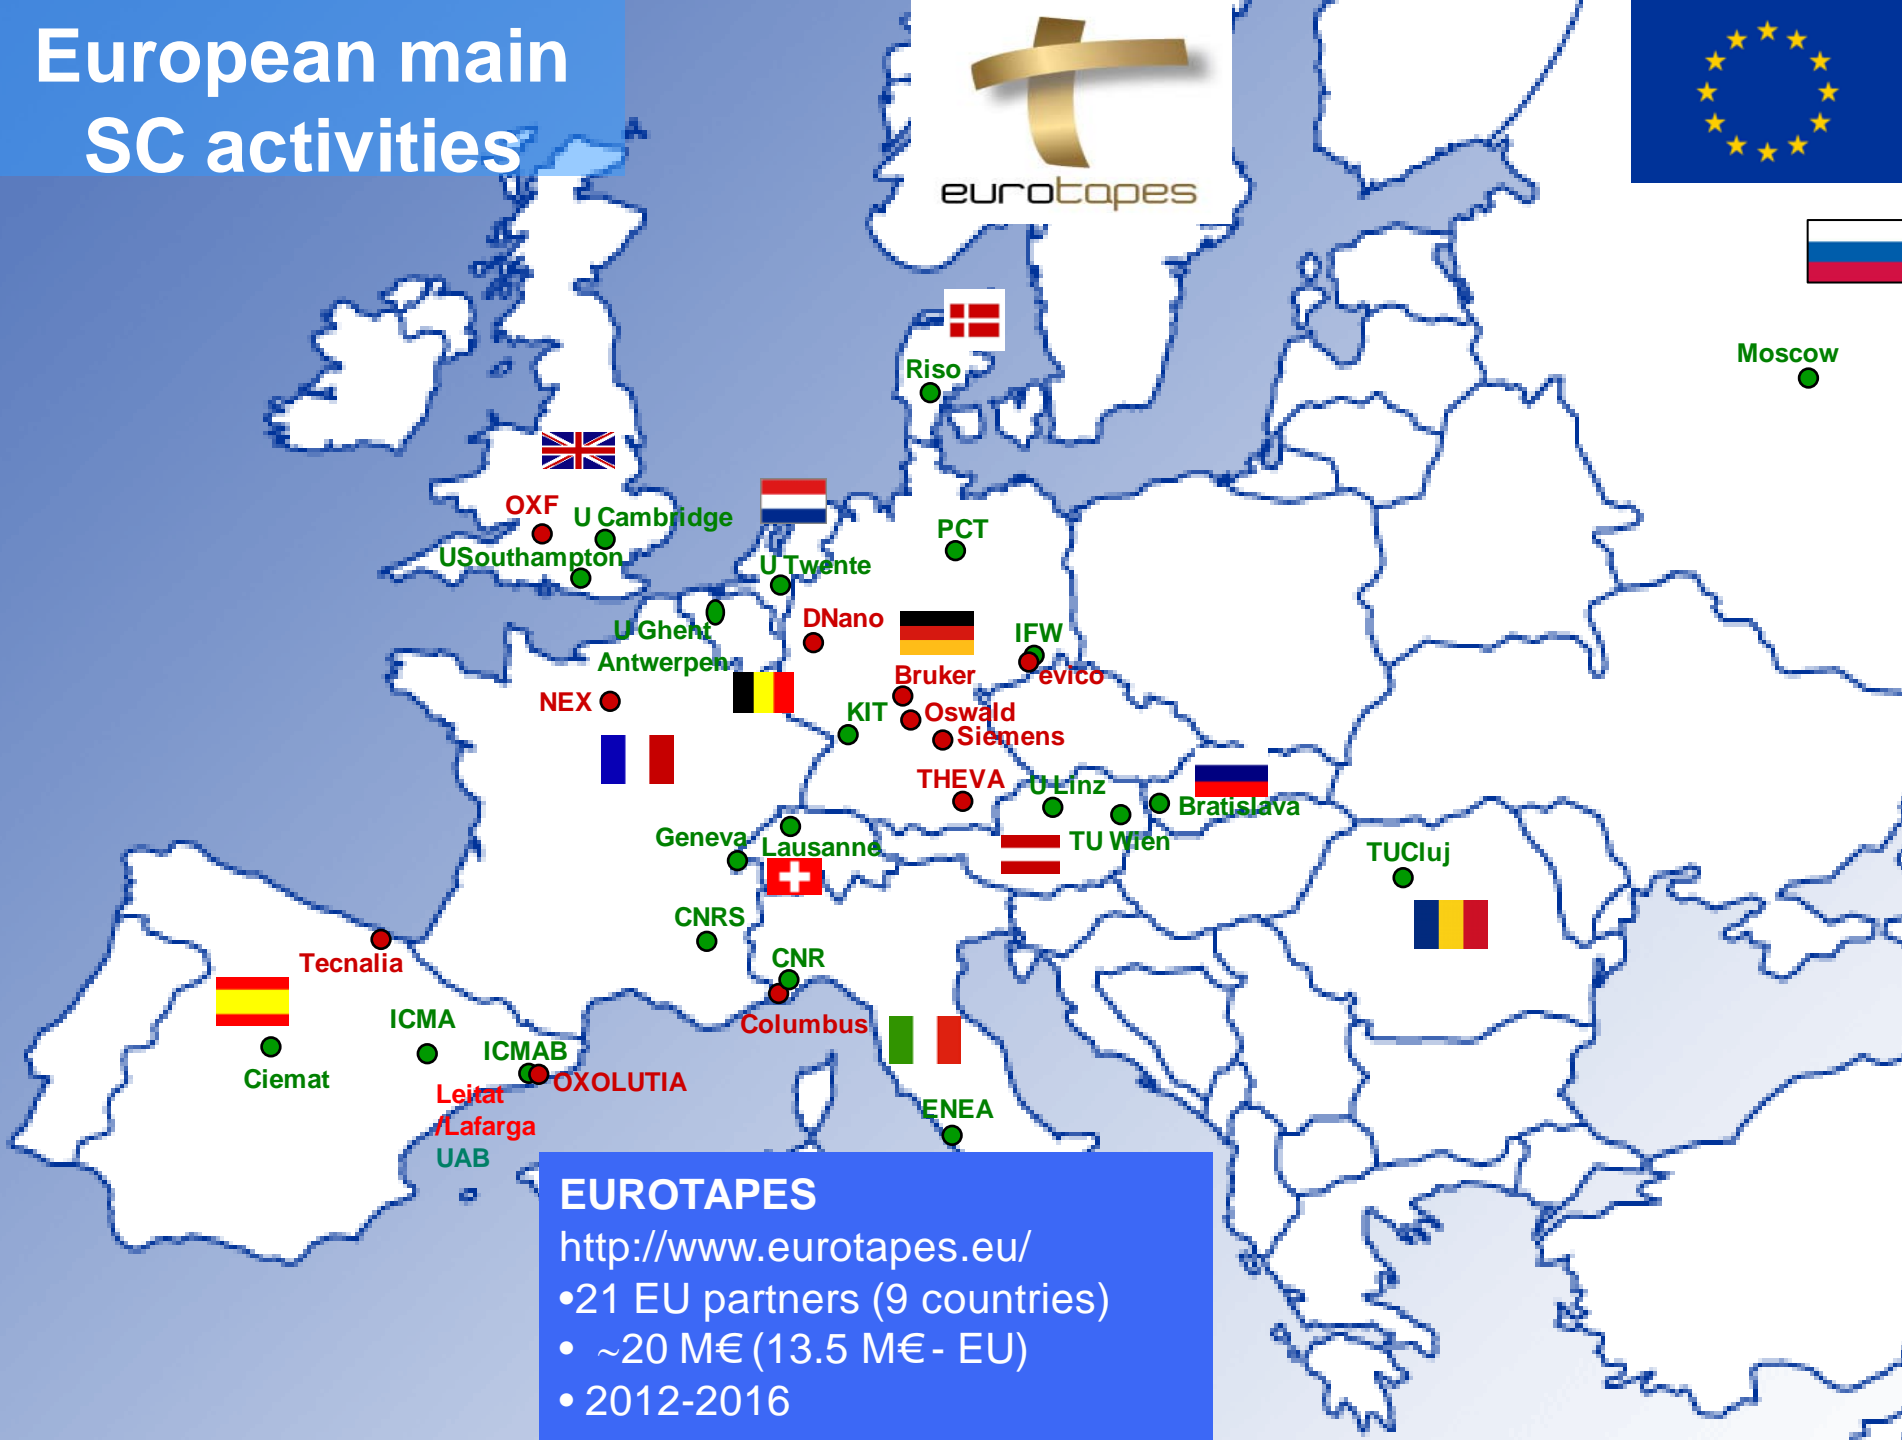 European main
SC activities
eurotapes
Moscow
Riso
OXF
U Cambridge
USouthampton
PCT
U Twente
DNano
U Ghent
Antwerpen
IFW
evico
Bruker
NEX
KIT
Oswald
Siemens
THEVA
U Linz
Bratislava
TU Wien
Geneva
Lausanne
TUCluj
CNRS
CNR
Tecnalia
Columbus
ICMA
ICMAB
Ciemat
OXOLUTIA
Leitat
/Lafarga
UAB
ENEA
EUROTAPES
http://www.eurotapes.eu/
•21 EU partners (9 countries)
• ~20 M€ (13.5 M€ - EU)
• 2012-2016